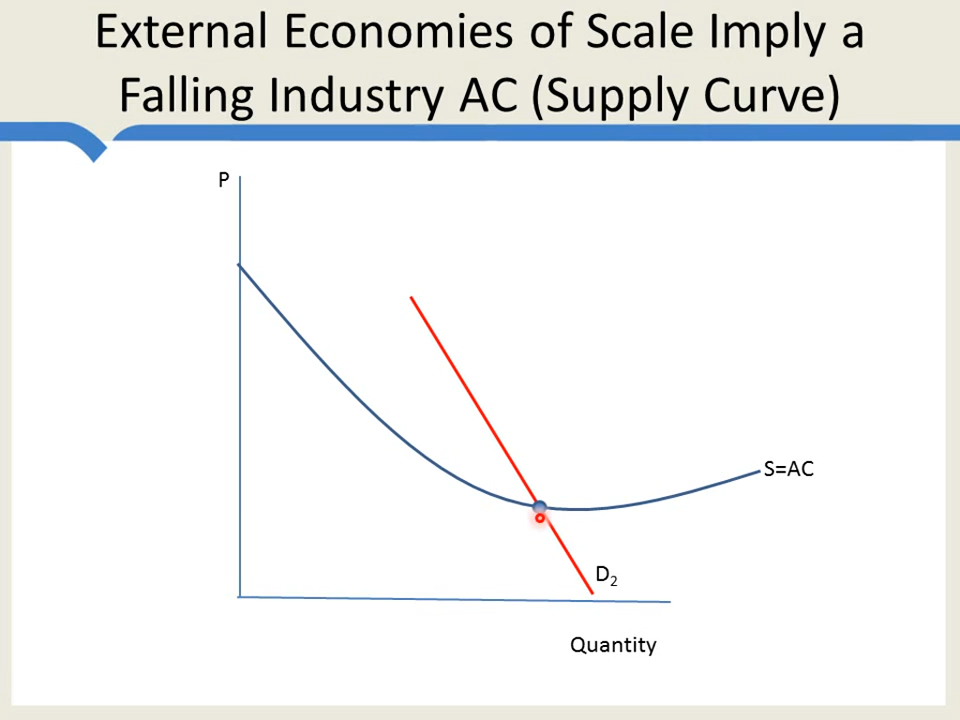 External Economies of Scale Imply a
Falling Industry AC (Supply Curve)
P
S=AC
D₂
Quantity